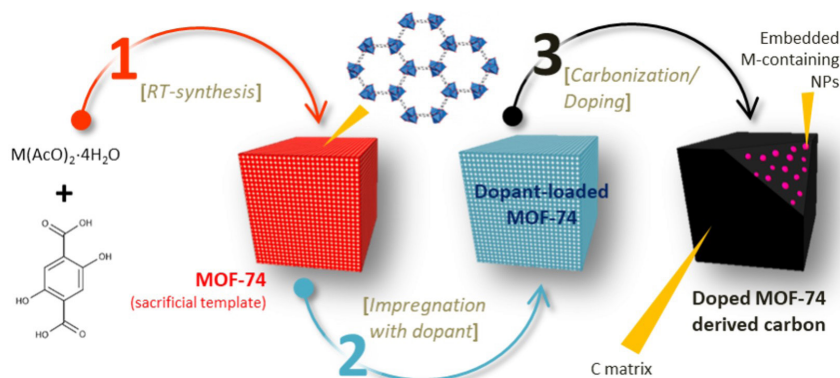 1
[RT-synthesis]
M(AcO)₂·4H₂O
+
O
OH
OH
HO
HO
O
MOF-74
(sacrificial template)
2
[Impregnation
with dopant]
Dopant-loaded
MOF-74
3
[Carbonization/
Doping]
Embedded
M-containing
NPs
Doped MOF-74
derived carbon
C matrix